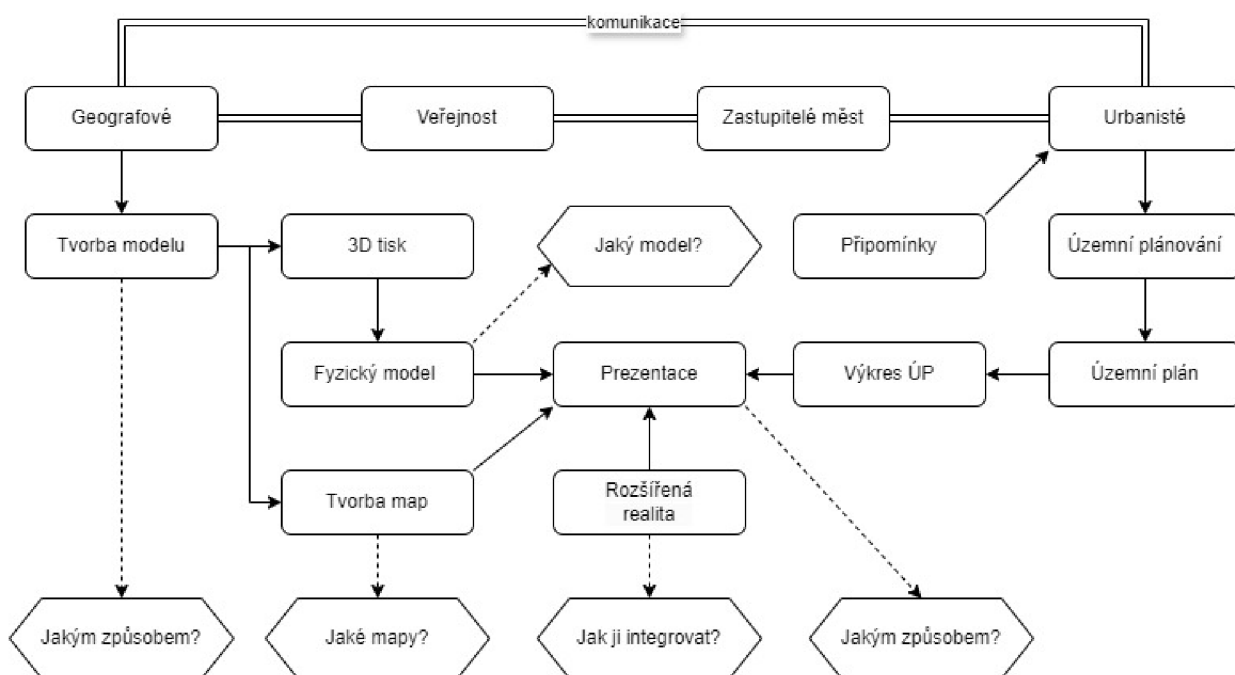 komunikace
Geografové
Veřejnost
Zastupitelé měst
Urbanisté
Tvorba modelu
3D tisk
Jaký model?
Připomínky
Územní plánování
Fyzický model
Prezentace
Výkres ÚP
Územní plán
Tvorba map
Rozšířená
realita
Jakým způsobem?
Jaké mapy?
Jak ji integrovat?
Jakým způsobem?